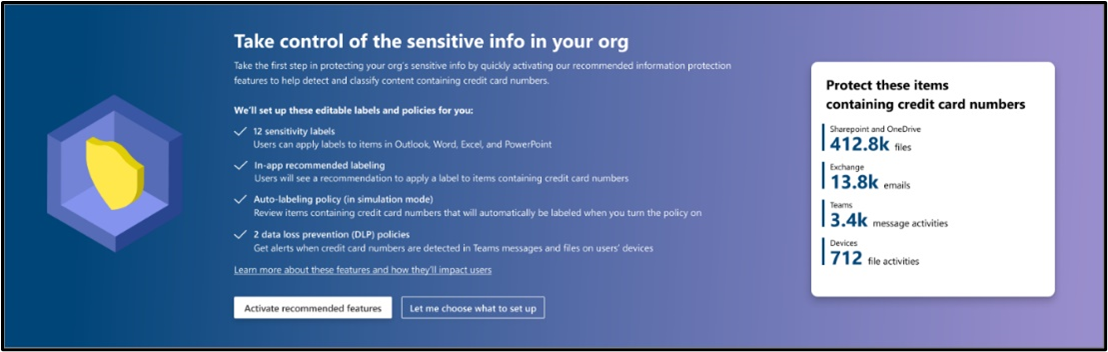 Take control of the sensitive info in your org
Take the first step in protecting your org's sensitive info by quickly activating our recommended information protection
features to help detect and classify content containing credit card numbers.
We'll set up these editable labels and policies for you:
12 sensitivity labels
Users can apply labels to items in Outlook, Word, Excel, and PowerPoint
In-app recommended labeling
Users will see a recommendation to apply a label to items containing credit card numbers
Auto-labeling policy (in simulation mode)
Review items containing credit card numbers that will automatically be labeled when you turn the policy on
2 data loss prevention (DLP) policies
Get alerts when credit card numbers are detected in Teams messages and files on users' devices
Learn more about these features and how they'll impact users
Activate recommended features
Let me choose what to set up
Protect these items
containing credit card numbers
Sharepoint and OneDrive
412.8k files
Exchange
13.8k emails
Teams
3.4k message activities
Devices
712 file activities